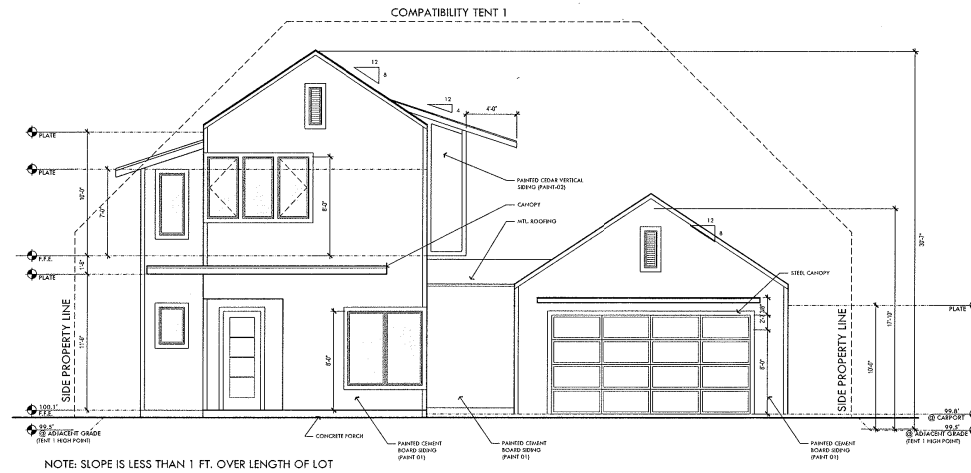 COMPATIBILITY TENT 1
12
8
12
4
4'-0"
PLATE
PLATE
10'-0"
7'-0"
8'-0"
PAINTED CEDAR VERTICAL
SIDING (PAINT-02)
CANOPY
MTL. ROOFING
12
8
F.F.E.
1'-8"
PLATE
STEEL CANOPY
PLATE
SIDE PROPERTY LINE
8'-0"
8'-0"
SIDE PROPERTY LINE
10'-0"
17'-10"
100.1'
F.F.E.
99.5'
@ ADJACENT GRADE
(TENT 1 HIGH POINT)
CONCRETE PORCH
PAINTED CEMENT
BOARD SIDING
(PAINT 01)
PAINTED CEMENT
BOARD SIDING
(PAINT 01)
PAINTED CEMENT
BOARD SIDING
(PAINT 01)
99.8'
@ CARPORT
99.5'
@ ADJACENT GRADE
(TENT 1 HIGH POINT)
NOTE: SLOPE IS LESS THAN 1 FT. OVER LENGTH OF LOT